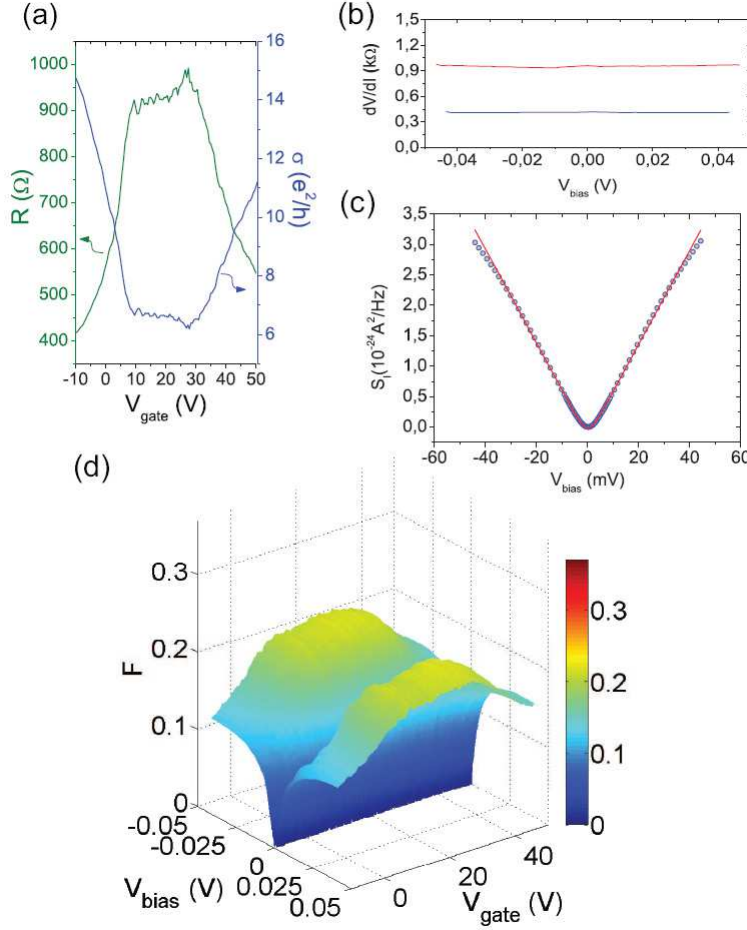 (a)
R (Ω)
1000
900
800
700
600
500
400
16
14
12
10
8
6
σ (e²/h)
-10 0 10 20 30 40 50
V_gate (V)
(b)
dV/dI (kΩ)
1,5
1,2
0,9
0,6
0,3
0,0
-0,04 -0,02 0,00 0,02 0,04
V_bias (V)
(c)
S_I(10⁻²⁴A²/Hz)
3,5
3,0
2,5
2,0
1,5
1,0
0,5
0,0
-60 -40 -20 0 20 40 60
V_bias (mV)
(d)
F
0.3
0.2
0.1
0
-0.05
-0.025
0
0.025
0.05
V_bias (V)
0
20
40
V_gate (V)
0.3
0.2
0.1
0